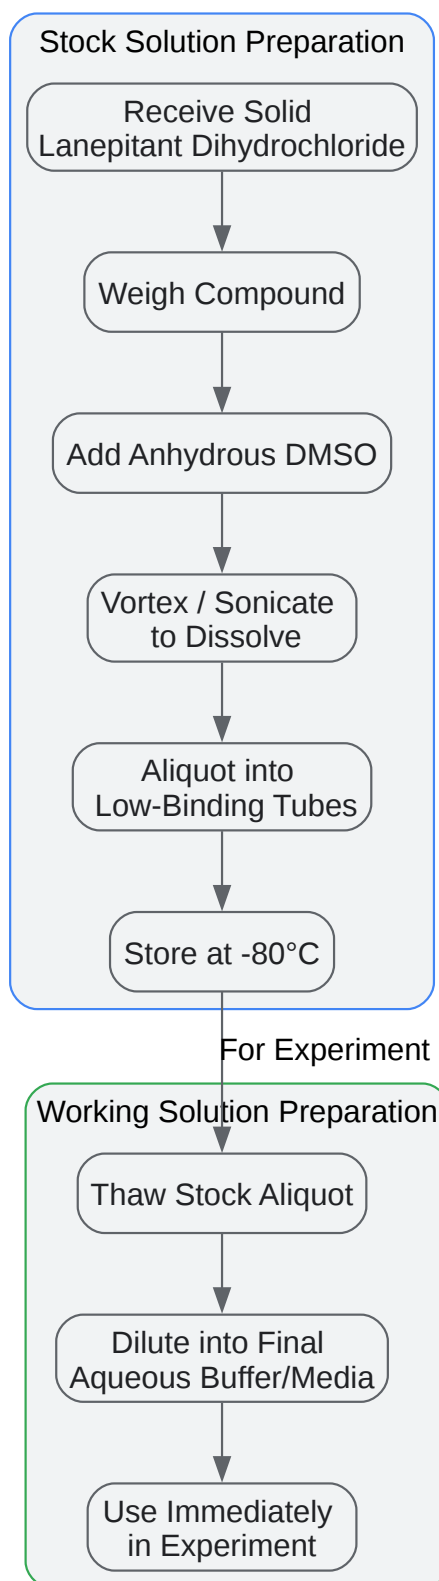 Stock Solution Preparation
Receive Solid
Lanepitant Dihydrochloride
Weigh Compound
Add Anhydrous DMSO
Vortex / Sonicate
to Dissolve
Aliquot into
Low-Binding Tubes
Store at -80°C
For Experiment
Working Solution Preparation
Thaw Stock Aliquot
Dilute into Final
Aqueous Buffer/Media
Use Immediately
in Experiment